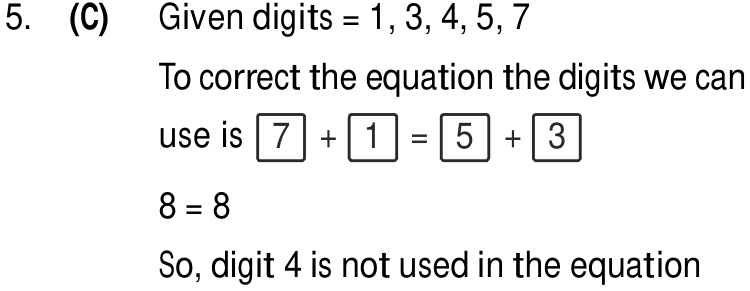 5. (C) Given digits = 1, 3, 4, 5, 7
To correct the equation the digits we can
use is 7 + 1 = 5 + 3
8 = 8
So, digit 4 is not used in the equation